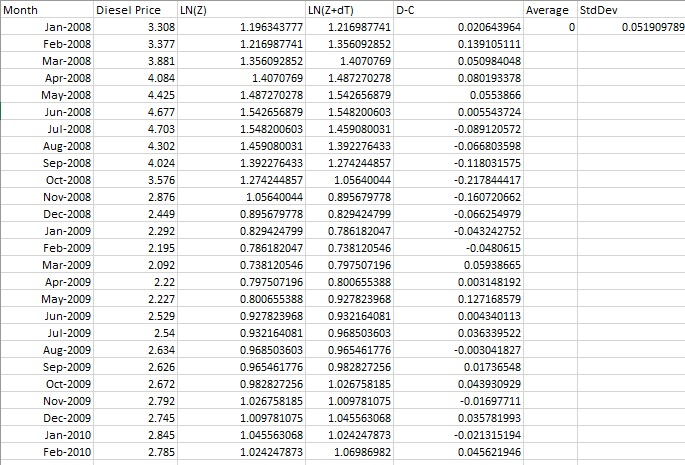 Month Diesel Price LN(Z) LN(Z+dT) D-C Average StdDev
Jan-2008 3.308 1.196343777 1.216987741 0.020643964 0 0.051909789
Feb-2008 3.377 1.216987741 1.356092852 0.139105111
Mar-2008 3.881 1.356092852 1.4070769 0.050984048
Apr-2008 4.084 1.4070769 1.487270278 0.080193378
May-2008 4.425 1.487270278 1.542656879 0.0553866
Jun-2008 4.677 1.542656879 1.548200603 0.005543724
Jul-2008 4.703 1.548200603 1.459080031 -0.089120572
Aug-2008 4.302 1.459080031 1.392276433 -0.066803598
Sep-2008 4.024 1.392276433 1.274244857 -0.118031575
Oct-2008 3.576 1.274244857 1.05640044 -0.217844417
Nov-2008 2.876 1.05640044 0.895679778 -0.160720662
Dec-2008 2.449 0.895679778 0.829424799 -0.066254979
Jan-2009 2.292 0.829424799 0.786182047 -0.043242752
Feb-2009 2.195 0.786182047 0.738120546 -0.0480615
Mar-2009 2.092 0.738120546 0.797507196 0.05938665
Apr-2009 2.22 0.797507196 0.800655388 0.003148192
May-2009 2.227 0.800655388 0.927823968 0.127168579
Jun-2009 2.529 0.927823968 0.932164081 0.004340113
Jul-2009 2.54 0.932164081 0.968503603 0.036339522
Aug-2009 2.634 0.968503603 0.965461776 -0.003041827
Sep-2009 2.626 0.965461776 0.982827256 0.01736548
Oct-2009 2.672 0.982827256 1.026758185 0.043930929
Nov-2009 2.792 1.026758185 1.009781075 -0.01697711
Dec-2009 2.745 1.009781075 1.045563068 0.035781993
Jan-2010 2.845 1.045563068 1.024247873 -0.021315194
Feb-2010 2.785 1.024247873 1.06986982 0.045621946